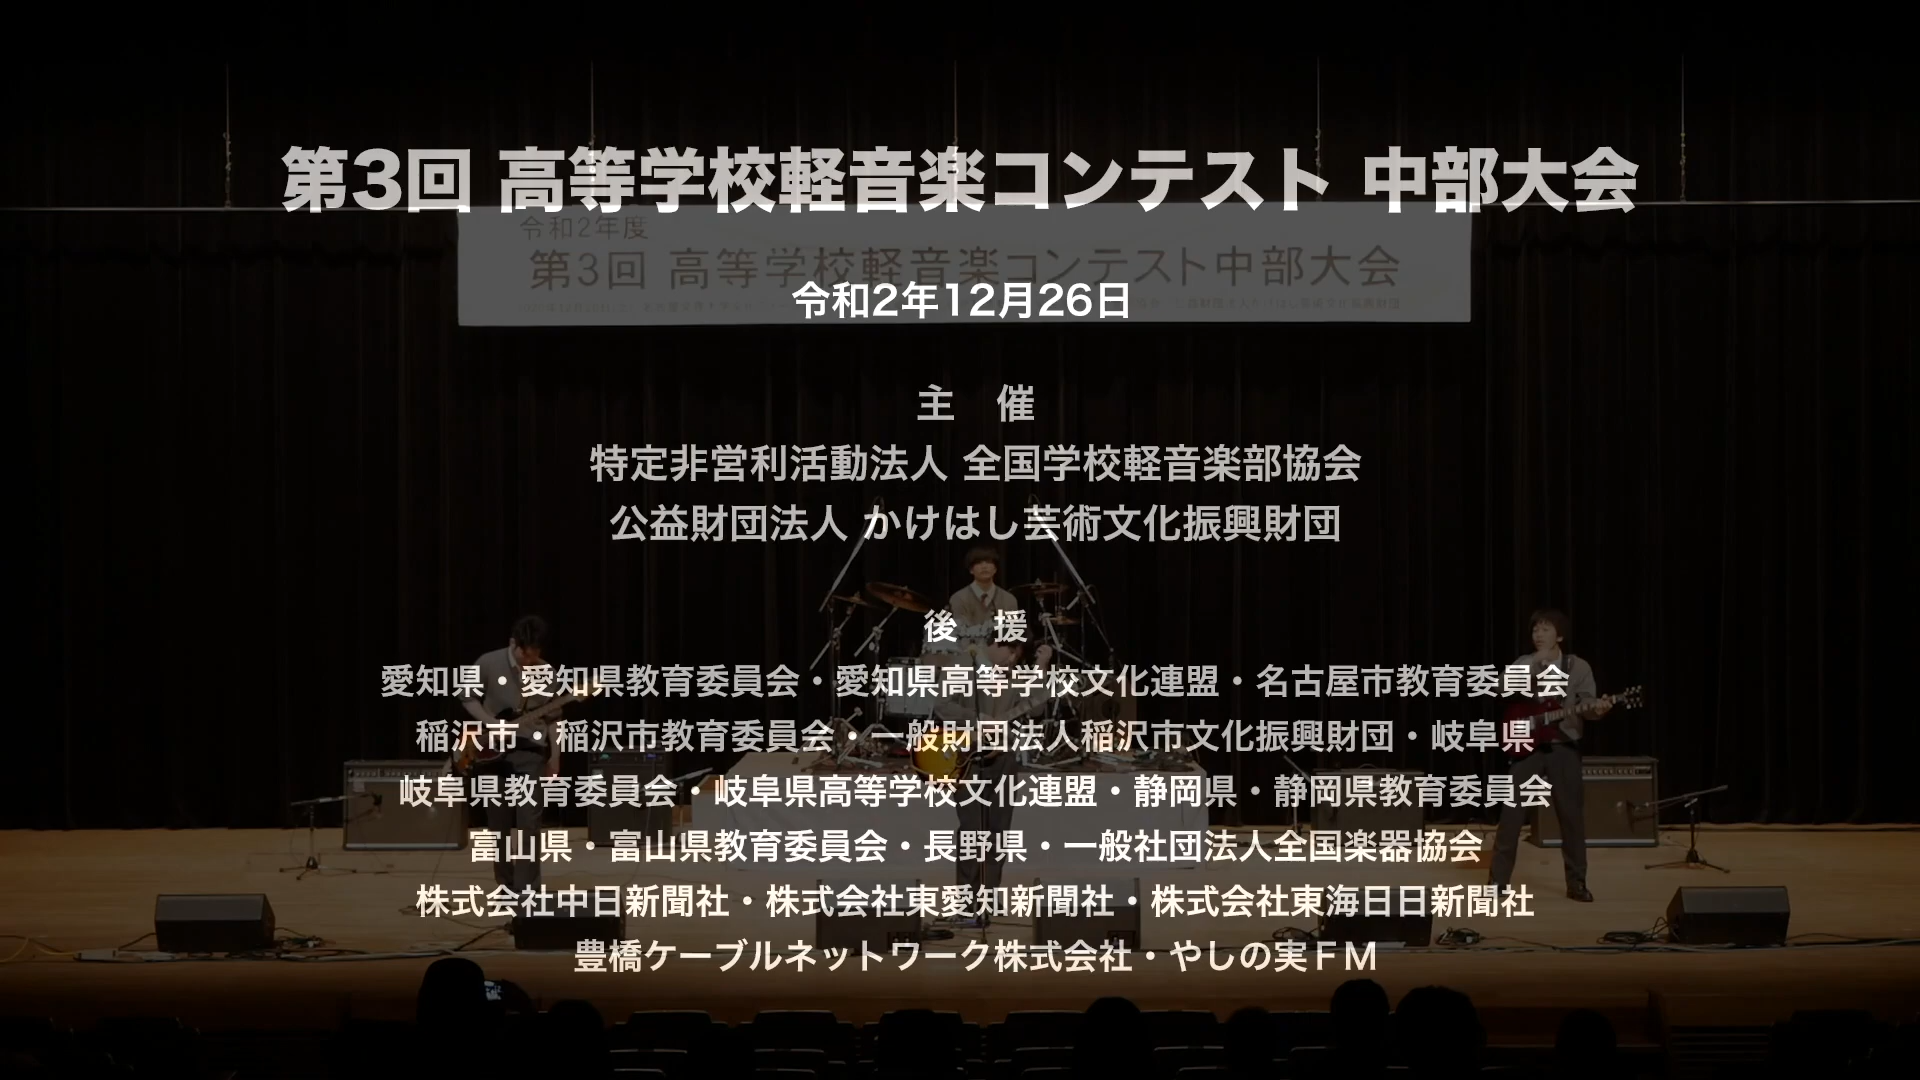 第3回 高等学校軽音楽コンテスト 中部大会
令和2年度
第3回 高等学校軽音楽コンテスト中部大会
令和2年12月26日
主　催
特定非営利活動法人 全国学校軽音楽部協会
公益財団法人 かけはし芸術文化振興財団
後　援
愛知県・愛知県教育委員会・愛知県高等学校文化連盟・名古屋市教育委員会
稲沢市・稲沢市教育委員会・一般財団法人稲沢市文化振興財団・岐阜県
岐阜県教育委員会・岐阜県高等学校文化連盟・静岡県・静岡県教育委員会
富山県・富山県教育委員会・長野県・一般社団法人全国楽器協会
株式会社中日新聞社・株式会社東愛知新聞社・株式会社東海日日新聞社
豊橋ケーブルネットワーク株式会社・やしの実ＦＭ